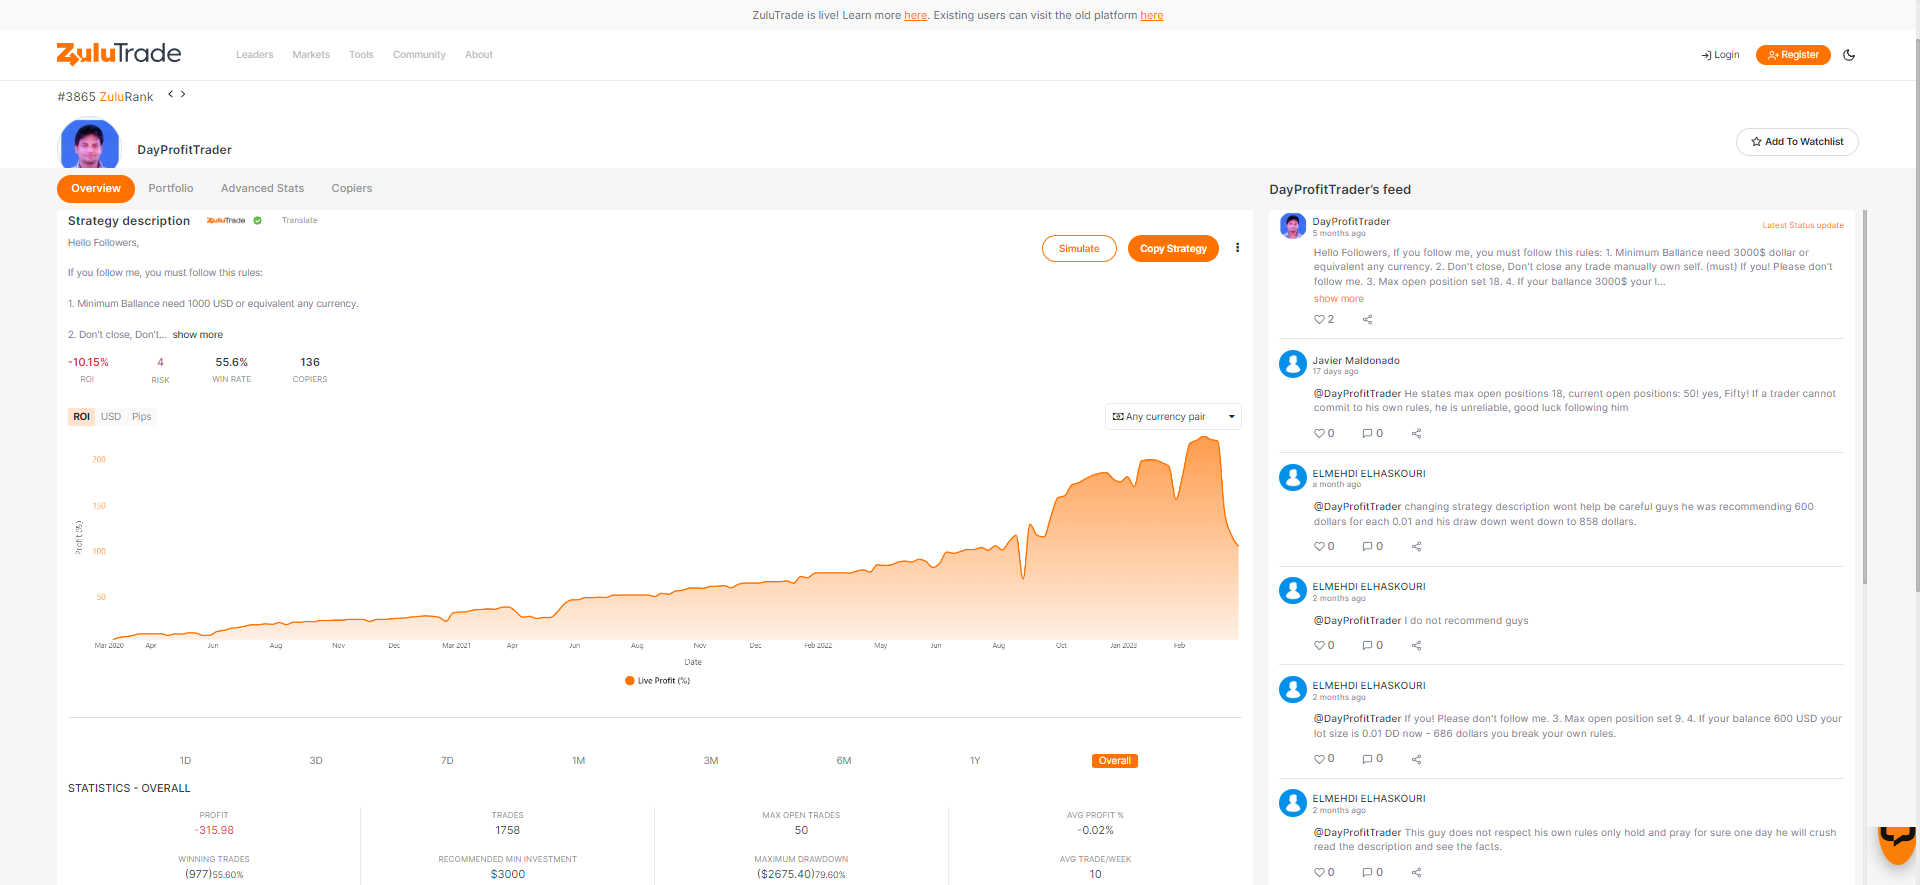 ZuluTrade is live! Learn more here. Existing users can visit the old platform here
ZuluTrade
Leaders
Markets
Tools
Community
About
Login
Register
#3865 ZuluRank
DayProfitTrader
Add To Watchlist
Overview
Portfolio
Advanced Stats
Copiers
Strategy description
ZuluTrade
Translate
Hello Followers,
If you follow me, you must follow this rules:
1. Minimum Ballance need 1000 USD or equivalent any currency.
2. Don't close, Don't... show more
Simulate
Copy Strategy
-10.15%
ROI
4
RISK
55.6%
WIN RATE
136
COPIERS
ROI
USD
Pips
Any currency pair
200
150
100
50
Profit (%)
Mar 2020
Apr
Jun
Aug
Nov
Dec
Mar 2021
Apr
Jun
Aug
Nov
Dec
Feb 2022
May
Jun
Aug
Oct
Jan 2023
Feb
Date
Live Profit (%)
1D
3D
7D
1M
3M
6M
1Y
Overall
STATISTICS - OVERALL
PROFIT
-315.98
TRADES
1758
MAX OPEN TRADES
50
AVG PROFIT %
-0.02%
WINNING TRADES
(977)55.60%
RECOMMENDED MIN INVESTMENT
$3000
MAXIMUM DRAWDOWN
($2675.40)79.60%
AVG TRADE/WEEK
10
DayProfitTrader's feed
DayProfitTrader
5 months ago
Latest Status update
Hello Followers, If you follow me, you must follow this rules: 1. Minimum Ballance need 3000$ dollar or
equivalent any currency. 2. Don't close, Don't close any trade manually own self. (must) If you! Please don't
follow me. 3. Max open position set 18. 4. If your ballance 3000$ your l...
show more
2
Javier Maldonado
17 days ago
@DayProfitTrader He states max open positions 18, current open positions: 50! yes, Fifty! If a trader cannot
commit to his own rules, he is unreliable, good luck following him
0
0
ELMEHDI ELHASKOURI
a month ago
@DayProfitTrader changing strategy description wont help be careful guys he was recommending 600
dollars for each 0.01 and his draw down went down to 858 dollars.
0
0
ELMEHDI ELHASKOURI
2 months ago
@DayProfitTrader I do not recommend guys
0
0
ELMEHDI ELHASKOURI
2 months ago
@DayProfitTrader If you! Please don't follow me. 3. Max open position set 9. 4. If your balance 600 USD your
lot size is 0.01 DD now - 686 dollars you break your own rules.
0
0
ELMEHDI ELHASKOURI
2 months ago
@DayProfitTrader This guy does not respect his own rules only hold and pray for sure one day he will crush
read the description and see the facts.
0
0